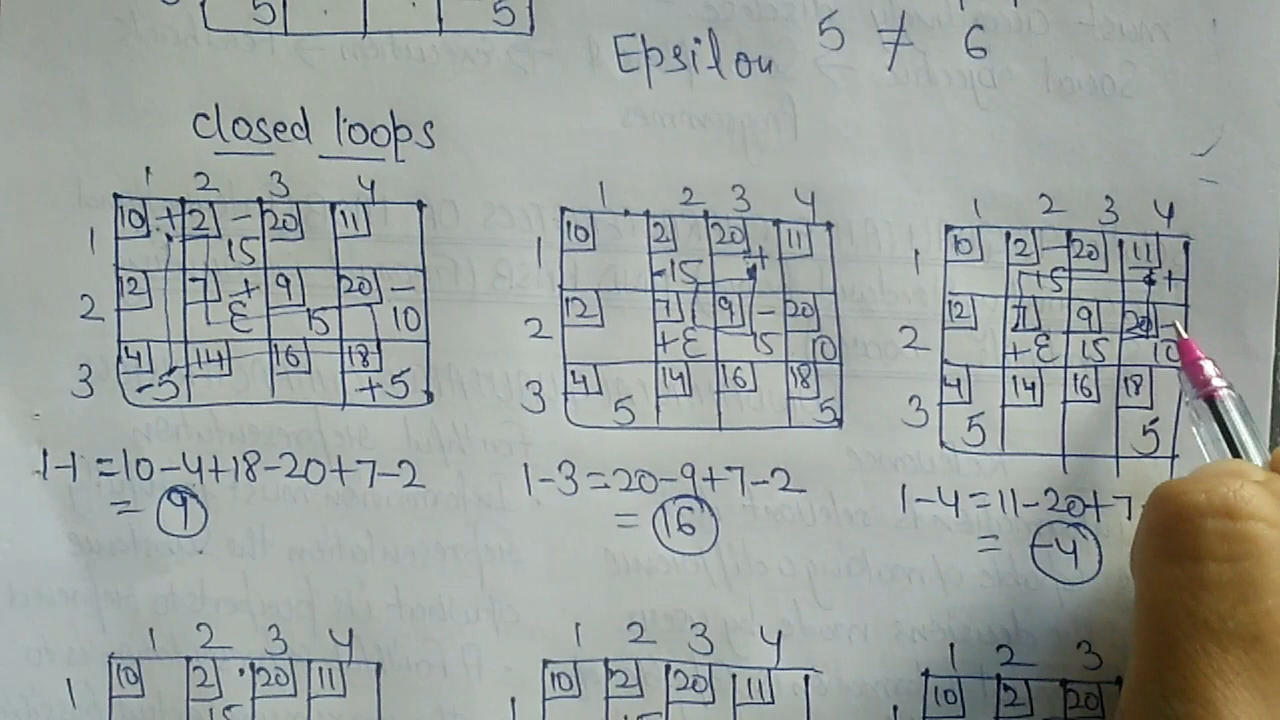 5 . . 5
Epsilon 5 ≠ 6
closed loops
1 2 3 4
1 10 + 2 - 20 11
15
2 12 7 + 9 20 -
ε 15 10
3 4 14 16 18
-5 +5
1-1 = 10-4+18-20+7-2
= 9
1 2 3 4
1 10 2 20 + 11
-15
2 12 7 9 - 20
+ε 15 10
3 4 14 16 18
5 5
1-3 = 20-9+7-2
= 16
1 2 3 4
1 10 2 - 20 11
15 +
2 12 7 9 20 -
+ε 15 10
3 4 14 16 18
5 5
1-4 = 11-20+7
= -4
1 2 3 4
1 10 2 20 11
15
1 2 3 4
1 10 2 20 11
15
1 2 3
10 2 20